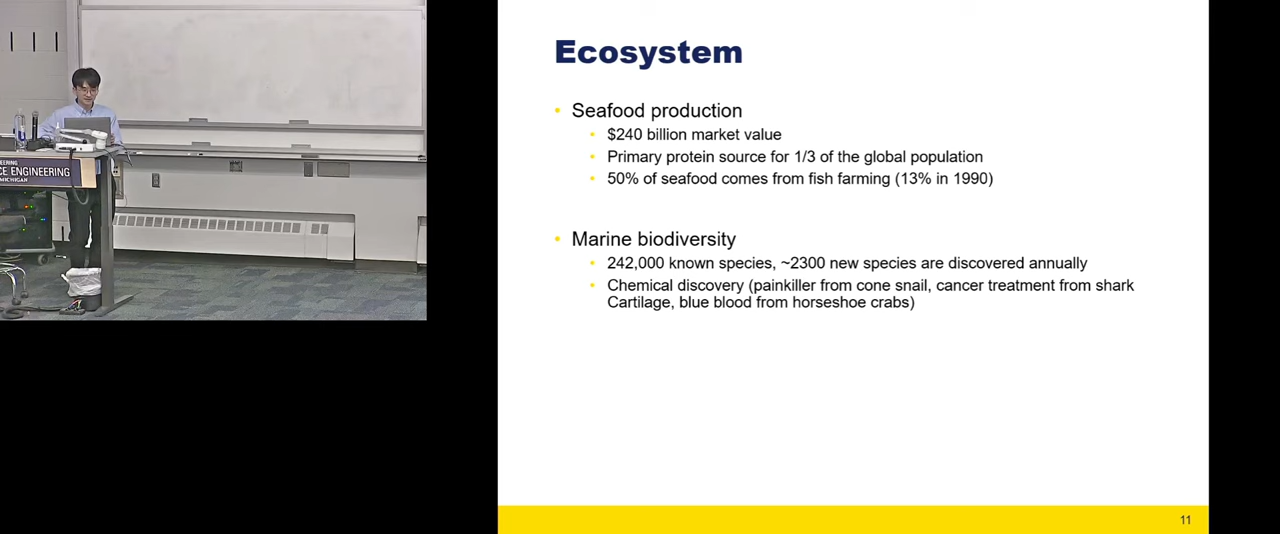 EERING
CE ENGINEERING
MICHIGAN
Ecosystem
• Seafood production
• $240 billion market value
• Primary protein source for 1/3 of the global population
• 50% of seafood comes from fish farming (13% in 1990)
• Marine biodiversity
• 242,000 known species, ~2300 new species are discovered annually
• Chemical discovery (painkiller from cone snail, cancer treatment from shark
Cartilage, blue blood from horseshoe crabs)
11